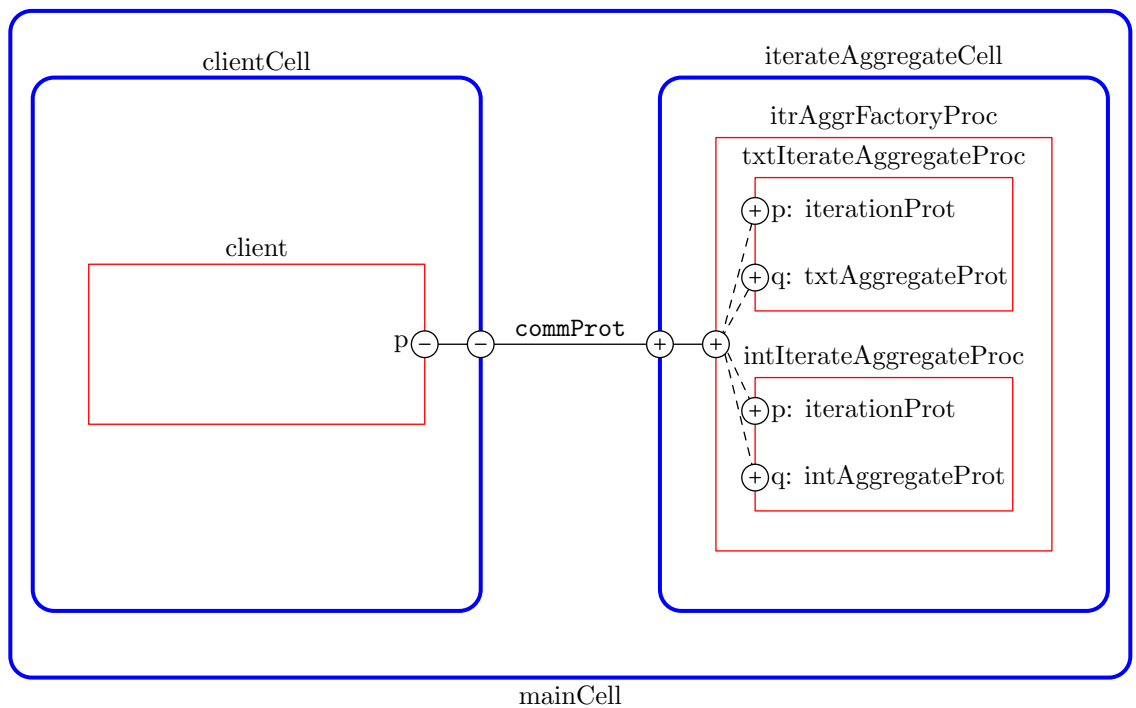 clientCell
iterateAggregateCell
itrAggrFactoryProc
txtIterateAggregateProc
+ p: iterationProt
client
+ q: txtAggregateProt
p − − commProt + +
intIterateAggregateProc
+ p: iterationProt
+ q: intAggregateProt
mainCell